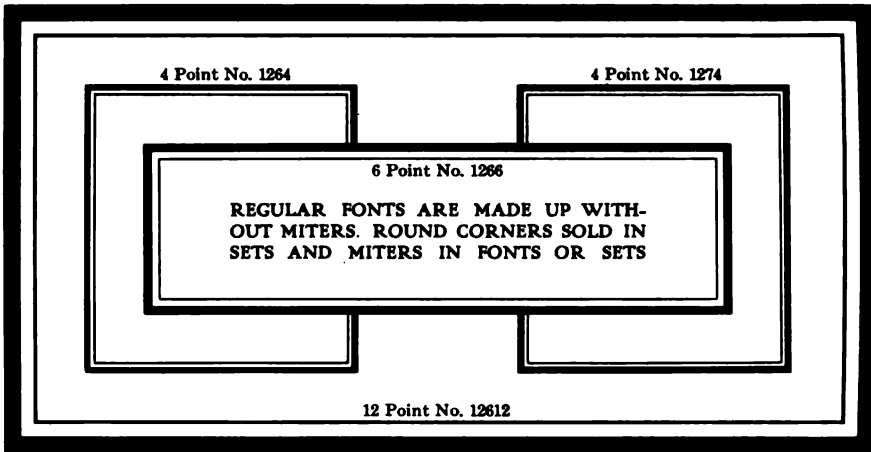 4 Point No. 1264
4 Point No. 1274
6 Point No. 1266
REGULAR FONTS ARE MADE UP WITH-
OUT MITERS. ROUND CORNERS SOLD IN
SETS AND MITERS IN FONTS OR SETS
12 Point No. 12612